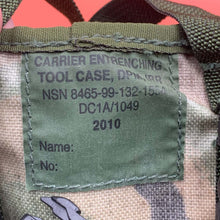 CARRIER ENTRENCHING
TOOL CASE, DPM IRR
NSN 8465-99-132-1554
DC1A/1049
2010
Name:
No: